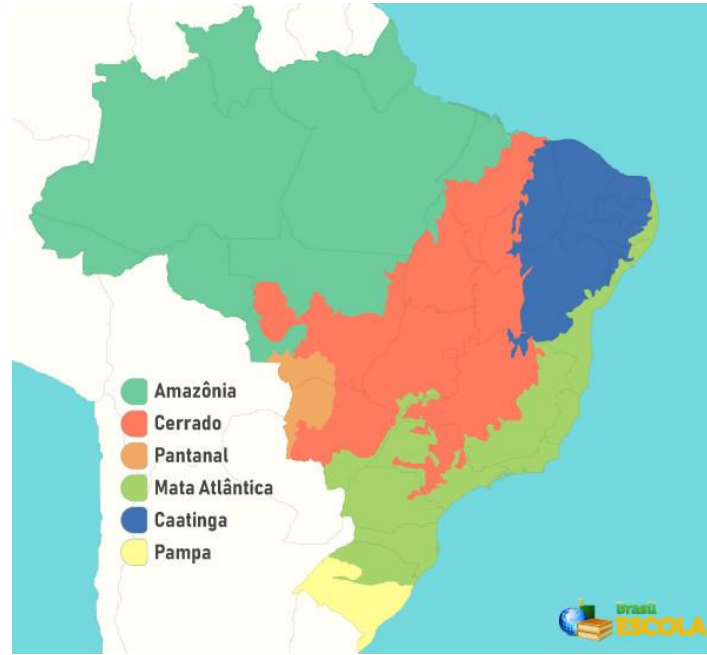 Amazônia
Cerrado
Pantanal
Mata Atlântica
Caatinga
Pampa
Brasil
ESCOLA